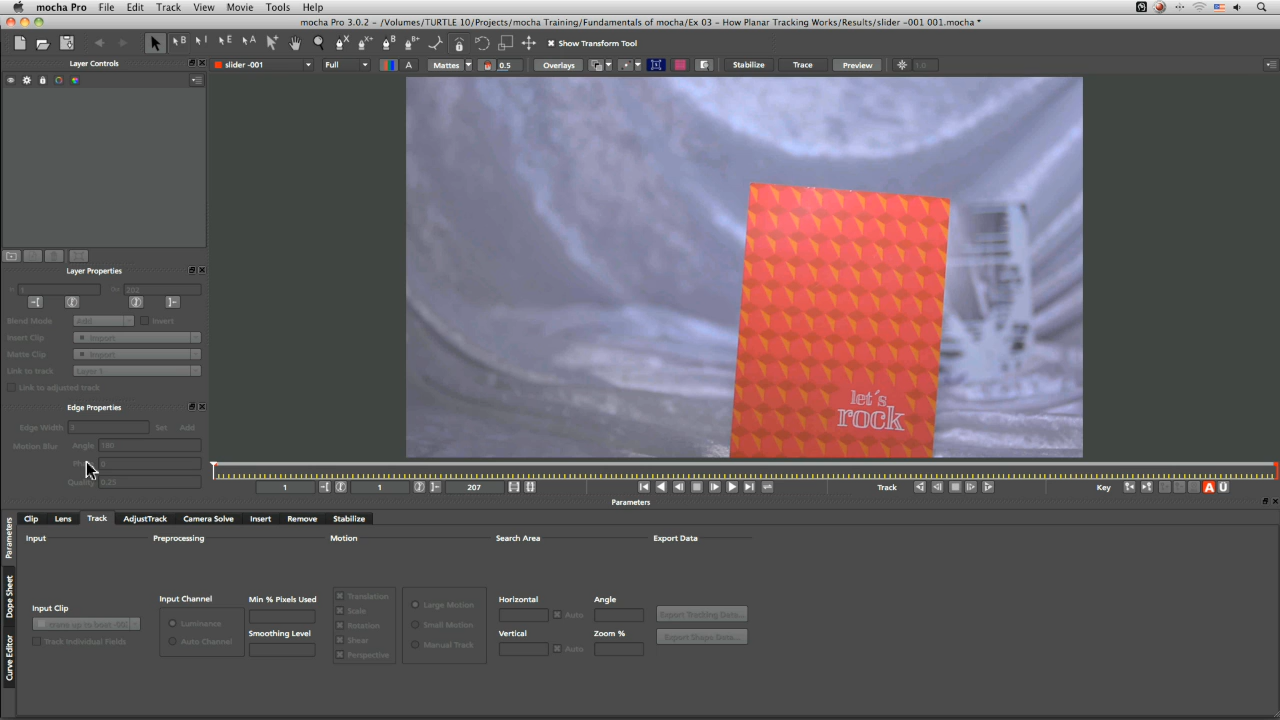 mocha Pro File Edit Track View Movie Tools Help
mocha Pro 3.0.2 - /Volumes/TURTLE 10/Projects/mocha Training/Fundamentals of mocha/Ex 03 - How Planar Tracking Works/Results/slider -001 001.mocha *
Show Transform Tool
Layer Controls
slider -001 Full A Mattes 0.5 Overlays Stabilize Trace Preview
Layer Properties
1 202
Blend Mode Add Invert
Insert Clip Import
Matte Clip Import
Link to track
Link to adjusted track
Edge Properties
Edge Width 3 Set Add
Motion Blur Angle 180
0
Quality 0.25
let´s
rock
1 1 207 Track Key A
Parameters
Clip Lens Track AdjustTrack Camera Solve Insert Remove Stabilize
Parameters
Dope Sheet
Curve Editor
Input Preprocessing Motion Search Area Export Data
Input Clip
Track Individual Fields
Input Channel
Luminance
Auto Channel
Min % Pixels Used
Smoothing Level
Translation
Scale
Rotation
Shear
Perspective
Large Motion
Small Motion
Manual Track
Horizontal Auto Angle
Vertical Auto Zoom %
Export Tracking Data...
Export Shape Data...